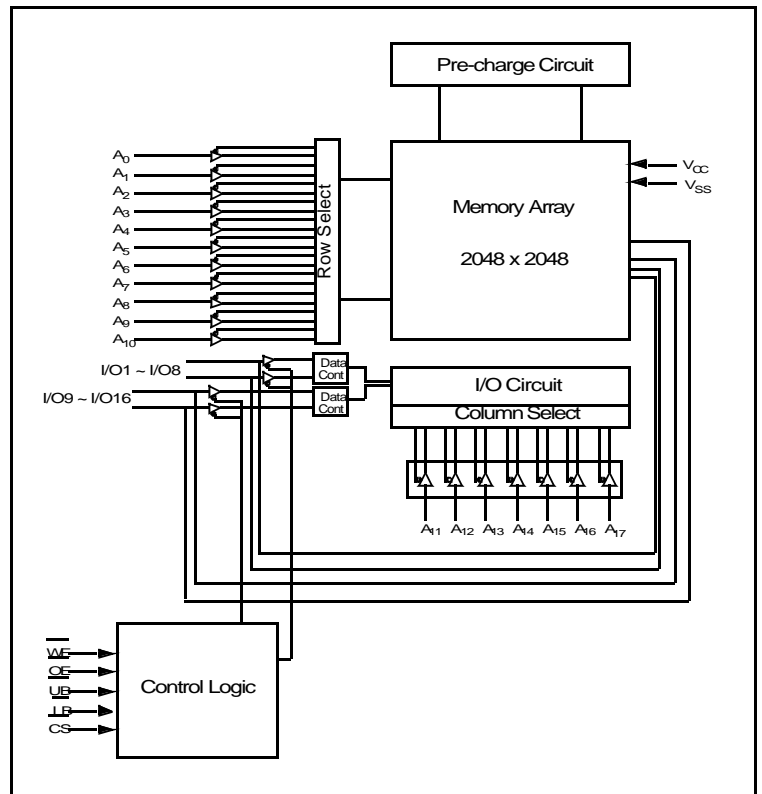 Pre-charge Circuit
A0
A1
A2
A3
A4
A5
A6
A7
A8
A9
A10
Row Select
Memory Array
2048 x 2048
VCC
VSS
I/O1 ~ I/O8
I/O9 ~ I/O16
Data
Cont
Data
Cont
I/O Circuit
Column Select
A11 A12 A13 A14 A15 A16 A17
WE
OE
UB
LB
CS
Control Logic